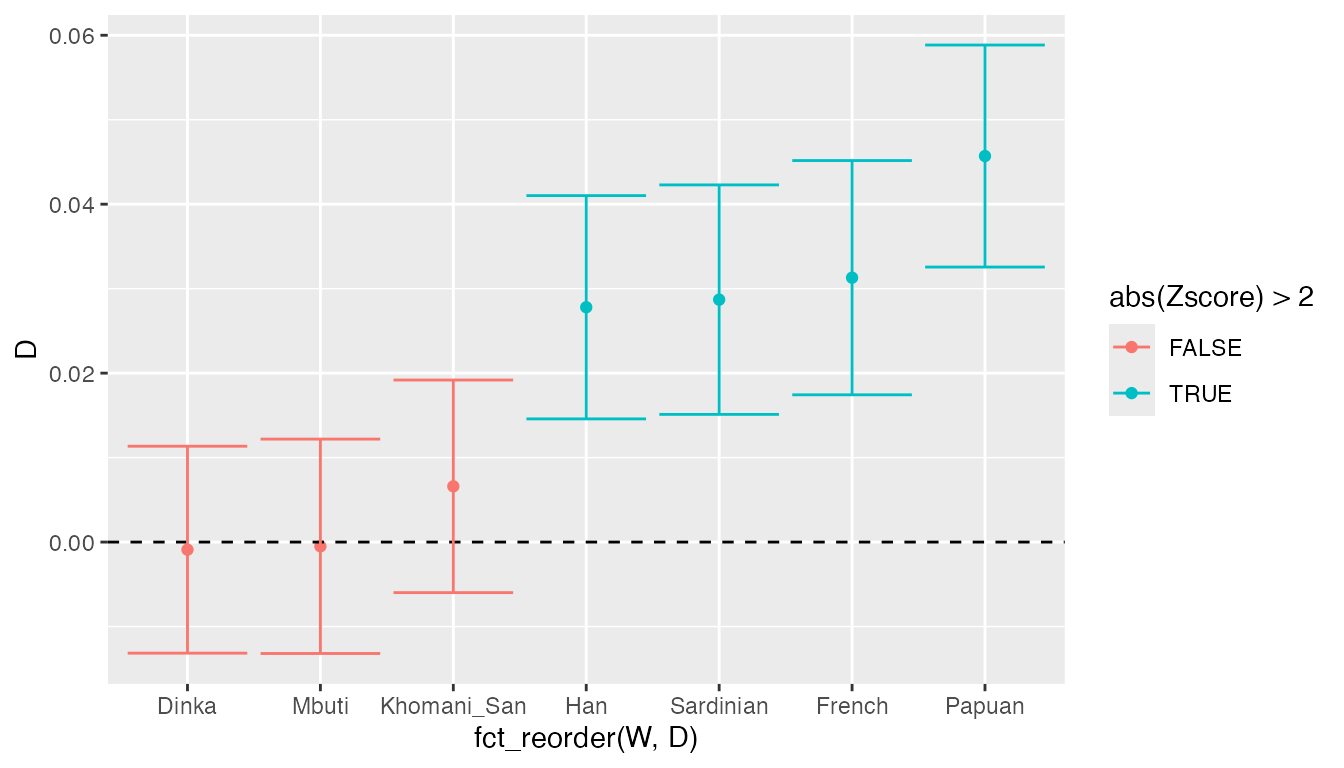 0.06
0.04
0.02
0.00
D
Dinka Mbuti Khomani_San Han Sardinian French Papuan
fct_reorder(W, D)
abs(Zscore) > 2
FALSE
TRUE